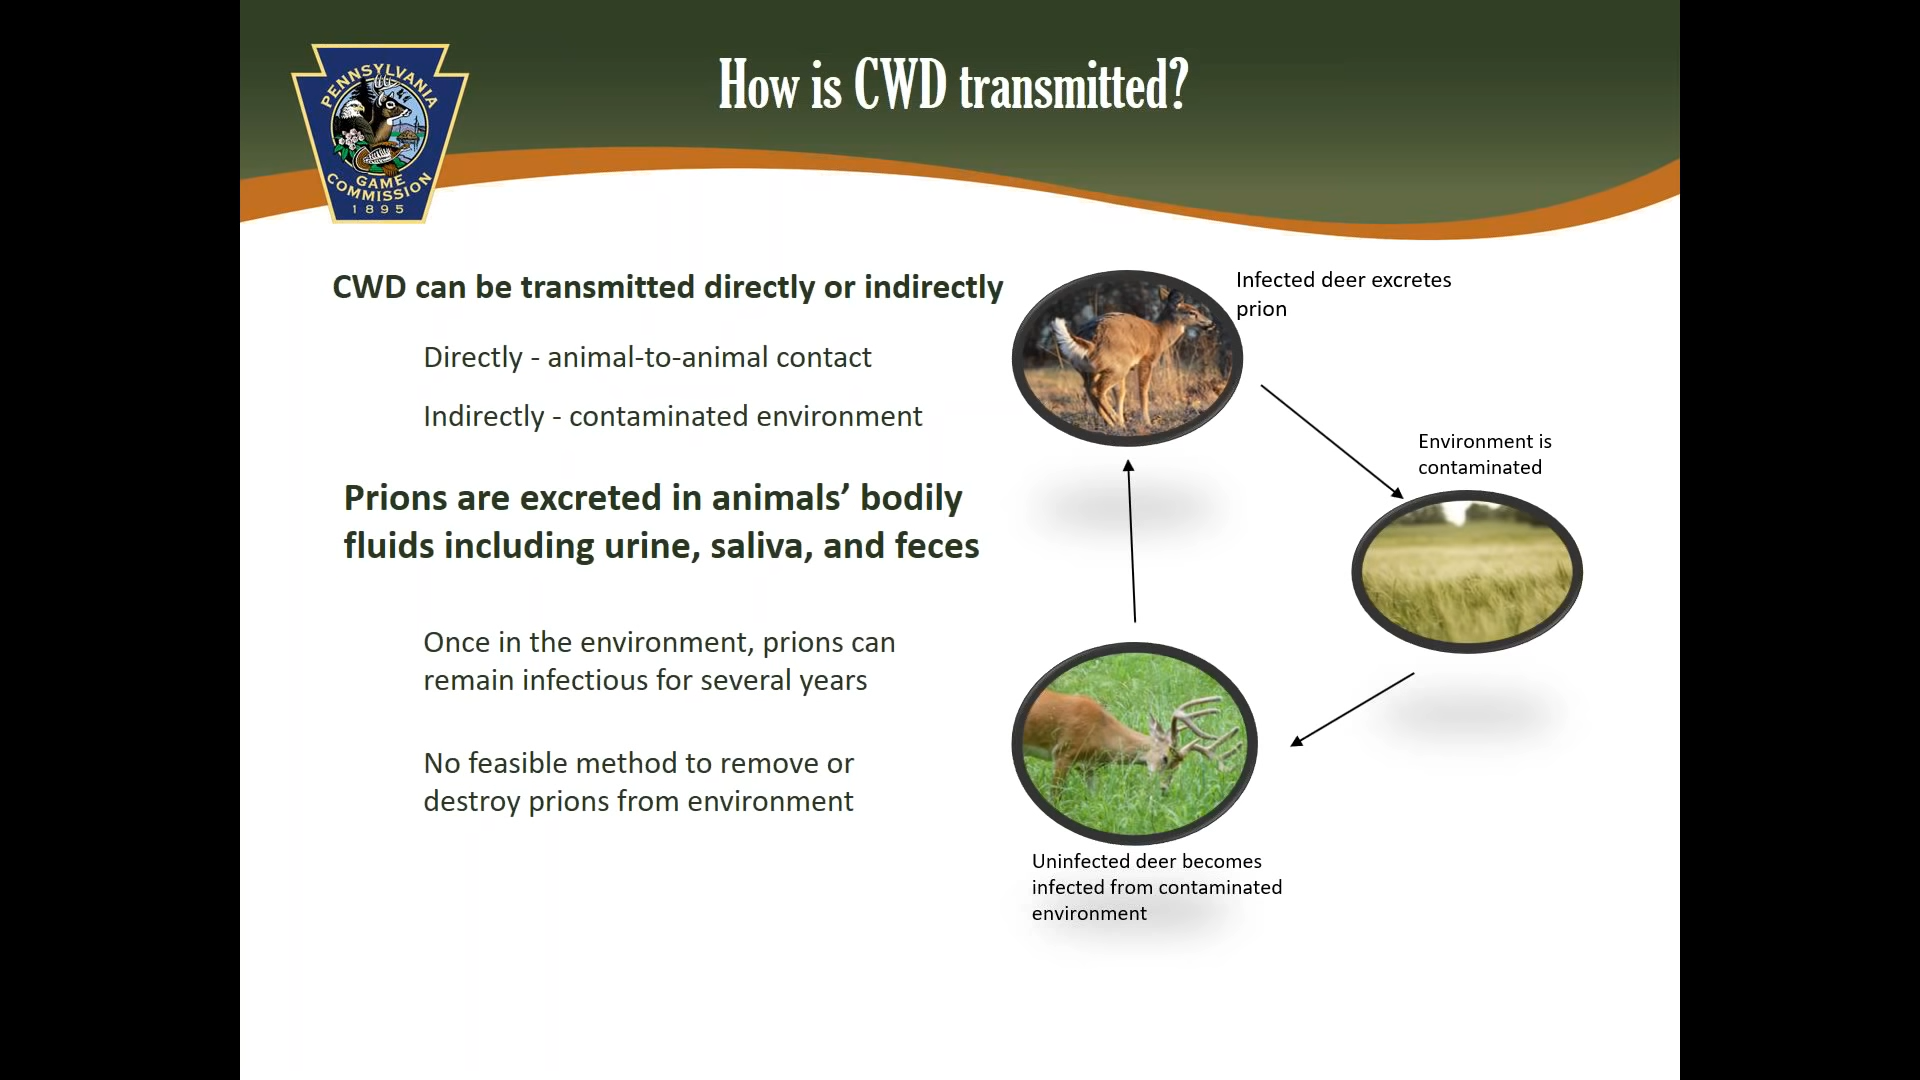 How is CWD transmitted?
PENNSYLVANIA
GAME
COMMISSION
1895
CWD can be transmitted directly or indirectly
Directly - animal-to-animal contact
Indirectly - contaminated environment
Prions are excreted in animals’ bodily
fluids including urine, saliva, and feces
Once in the environment, prions can
remain infectious for several years
No feasible method to remove or
destroy prions from environment
Infected deer excretes
prion
Environment is
contaminated
Uninfected deer becomes
infected from contaminated
environment